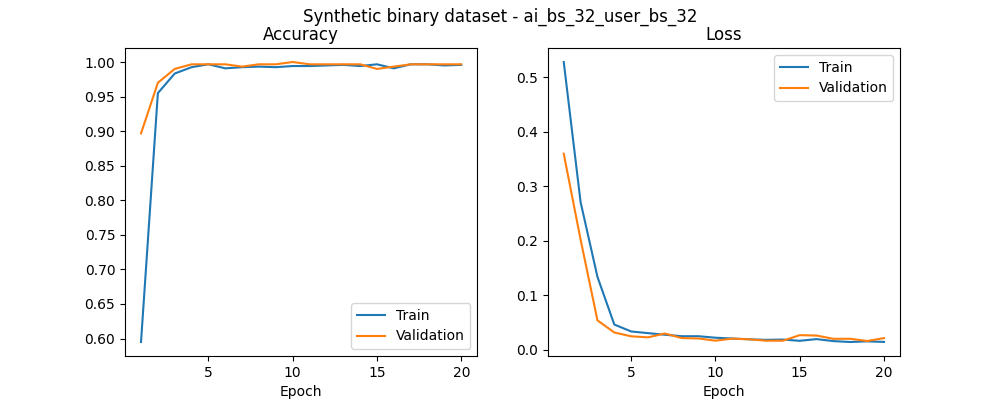 Synthetic binary dataset - ai_bs_32_user_bs_32
Accuracy
1.00
0.95
0.90
0.85
0.80
0.75
0.70
0.65
0.60
5
10
15
20
Epoch
Train
Validation
Loss
0.5
0.4
0.3
0.2
0.1
0.0
5
10
15
20
Epoch
Train
Validation